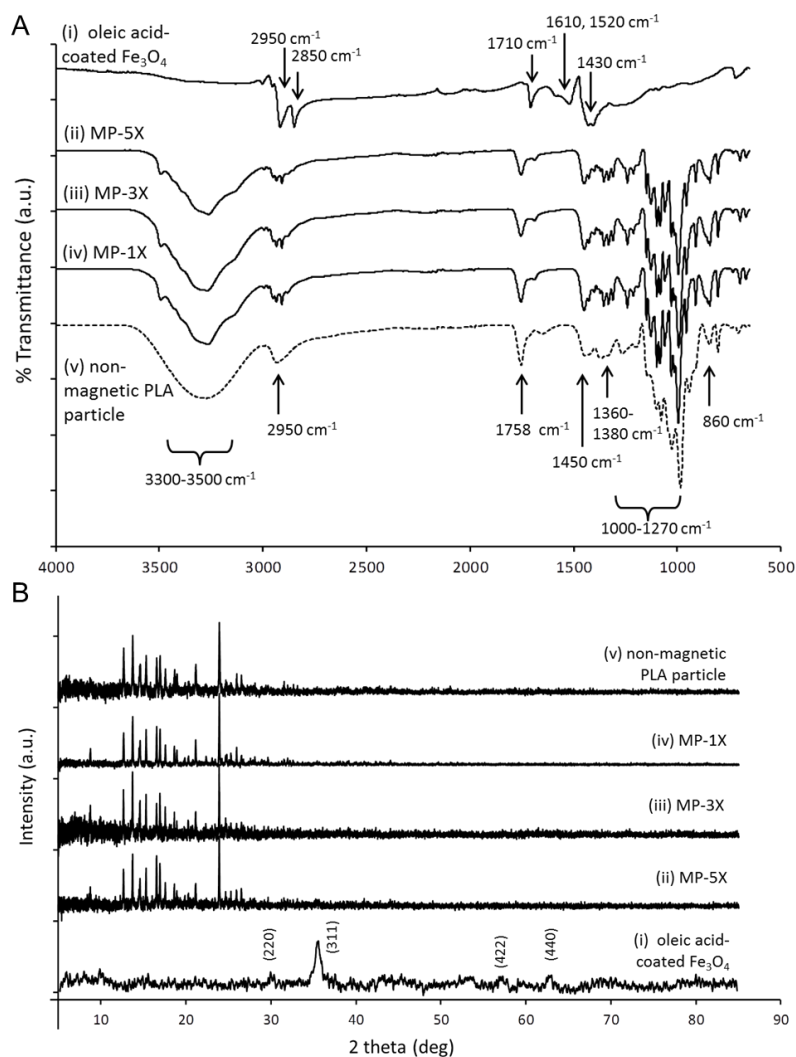 A
(i) oleic acid-
coated Fe₃O₄
2950 cm⁻¹
2850 cm⁻¹
1710 cm⁻¹
1610, 1520 cm⁻¹
1430 cm⁻¹
(ii) MP-5X
(iii) MP-3X
(iv) MP-1X
(v) non-
magnetic PLA
particle
% Transmittance (a.u.)
3300-3500 cm⁻¹
2950 cm⁻¹
1758 cm⁻¹
1450 cm⁻¹
1360-
1380 cm⁻¹
860 cm⁻¹
1000-1270 cm⁻¹
4000 3500 3000 2500 2000 1500 1000 500
B
(v) non-magnetic
PLA particle
(iv) MP-1X
(iii) MP-3X
(ii) MP-5X
(i) oleic acid-
coated Fe₃O₄
(220)
(311)
(422)
(440)
Intensity (a.u.)
10 20 30 40 50 60 70 80 90
2 theta (deg)